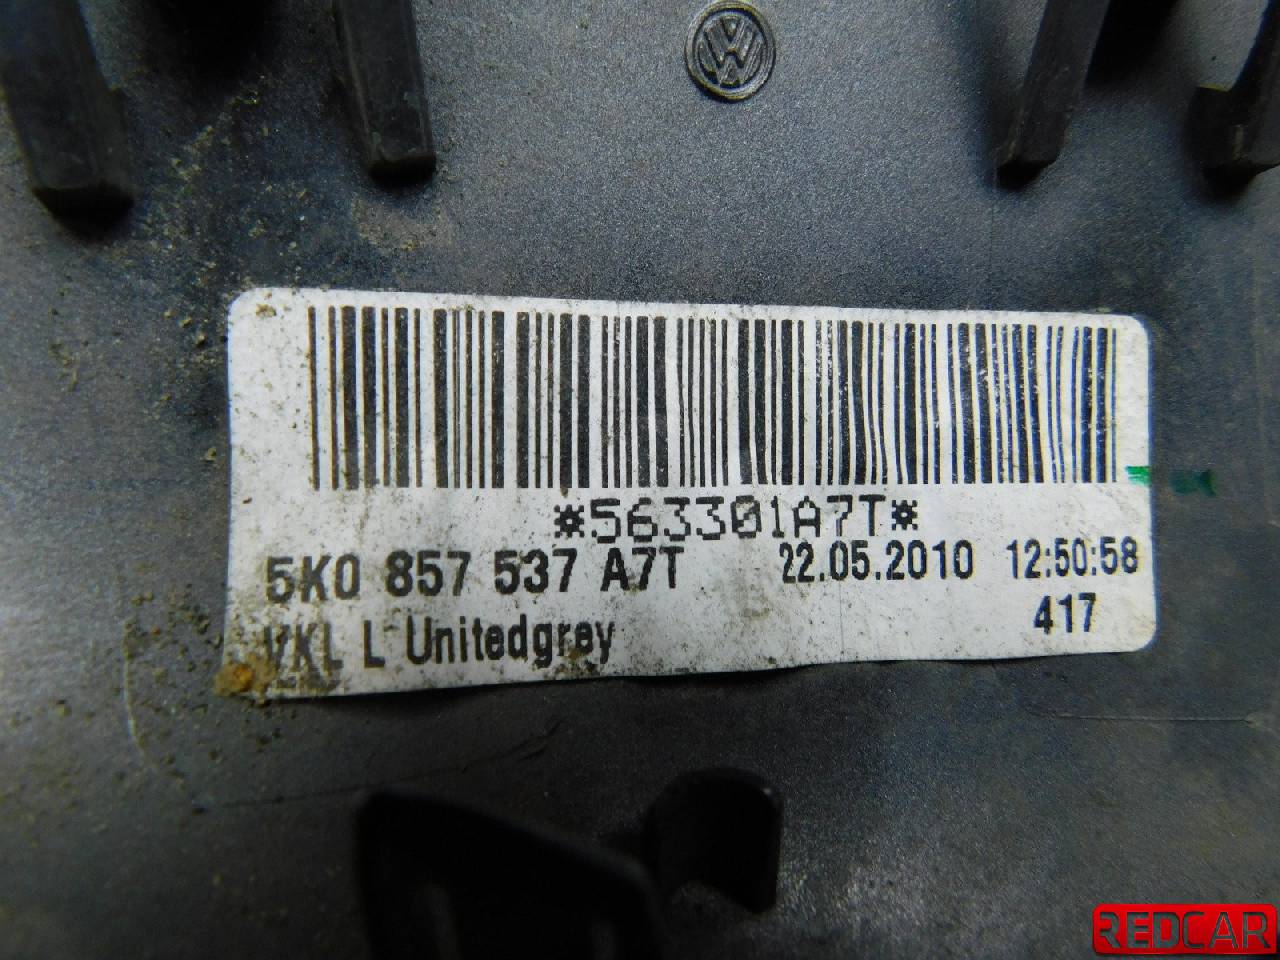 *563301A7T*
5K0 857 537 A7T 22.05.2010 12:50:58
VKL L Unitedgrey 417
REDCAR